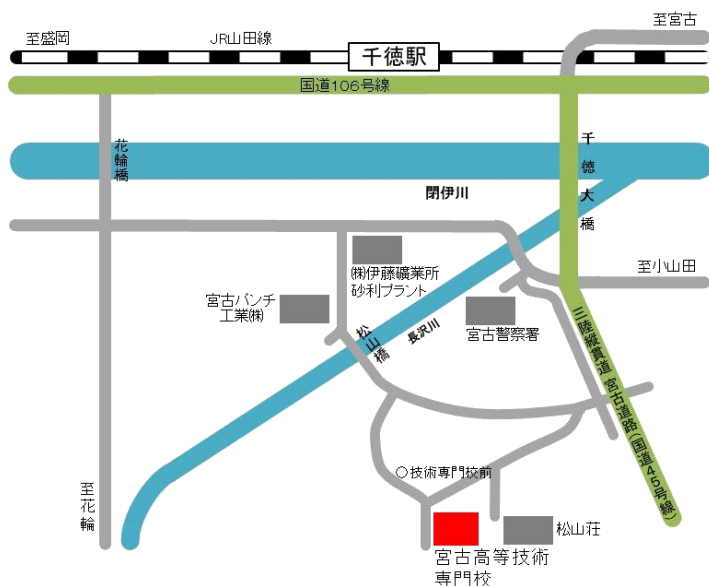 至宮古
至盛岡
JR山田線
千徳駅
国道106号線
花輪橋
千徳大橋
閉伊川
㈱伊藤礦業所
砂利プラント
至小山田
宮古パンチ
工業㈱
松山橋
長沢川
宮古警察署
三陸縦貫道 宮古道路(国道45号線)
○技術専門校前
至花輪
松山荘
宮古高等技術
専門校